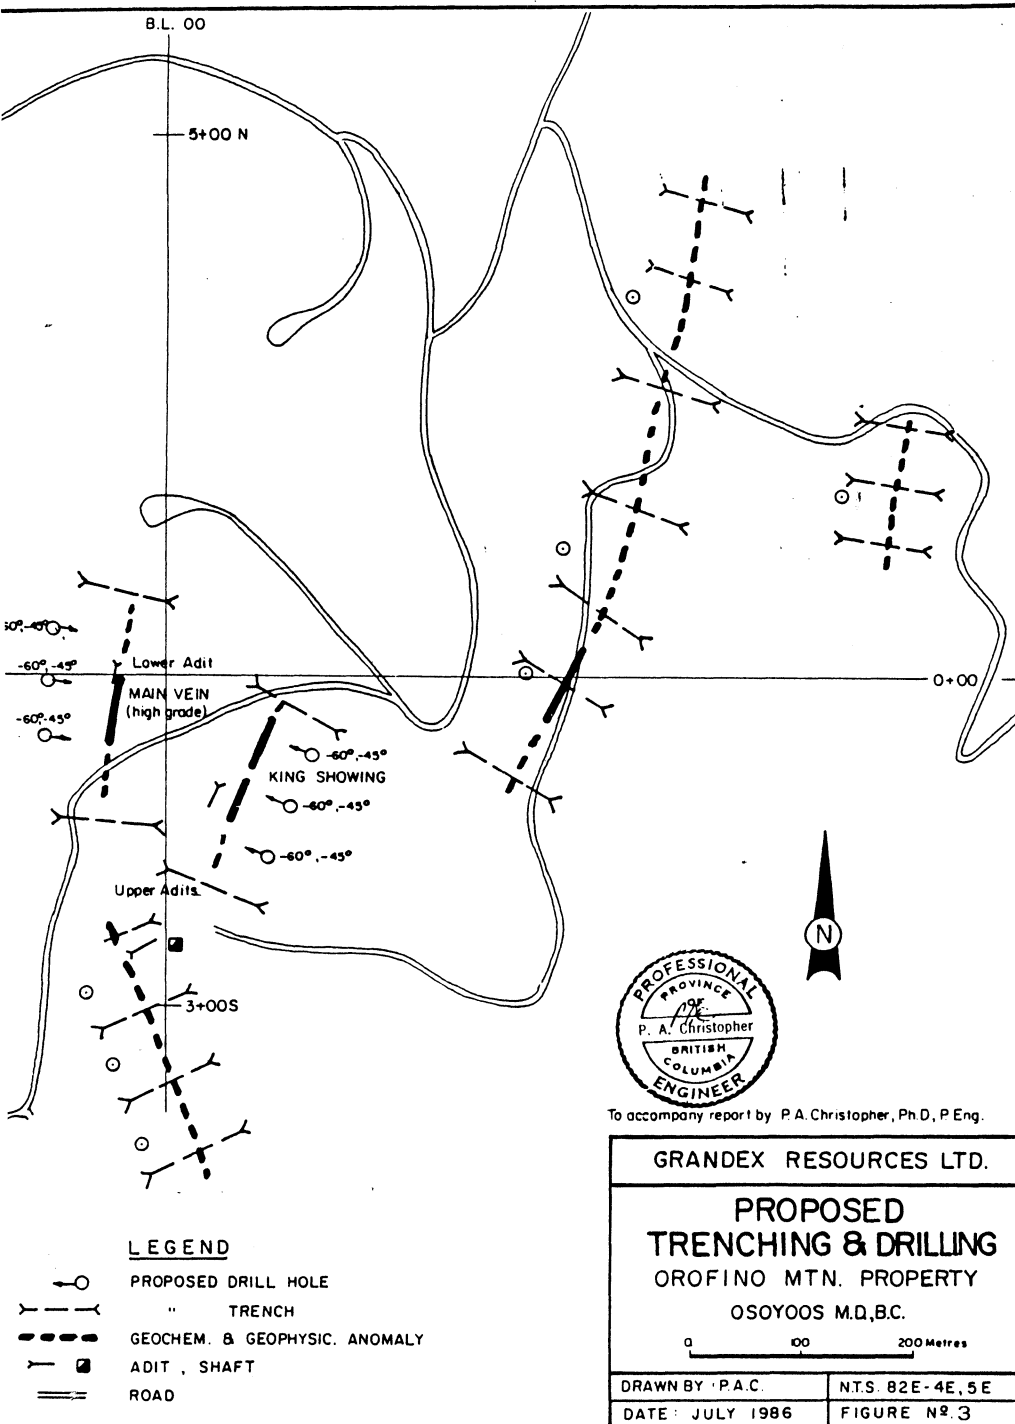 B.L. 00
5+00 N
-60°,-45°
Lower Adit
-60°,-45°
MAIN VEIN
(high grade)
0+00
-60°,-45°
-60°,-45°
KING SHOWING
-60°,-45°
-60°,-45°
Upper Adits
3+00S
N
PROFESSIONAL
PROVINCE
OF
P. A. Christopher
BRITISH
COLUMBIA
ENGINEER
To accompany report by P.A. Christopher, Ph.D, P. Eng.
GRANDEX RESOURCES LTD.
PROPOSED
TRENCHING & DRILLING
OROFINO MTN. PROPERTY
OSOYOOS M.D., B.C.
0 100 200 Metres
DRAWN BY P.A.C.
N.T.S. 82E-4E, 5E
DATE: JULY 1986
FIGURE Nº. 3
LEGEND
PROPOSED DRILL HOLE
" TRENCH
GEOCHEM. & GEOPHYSIC. ANOMALY
ADIT, SHAFT
ROAD